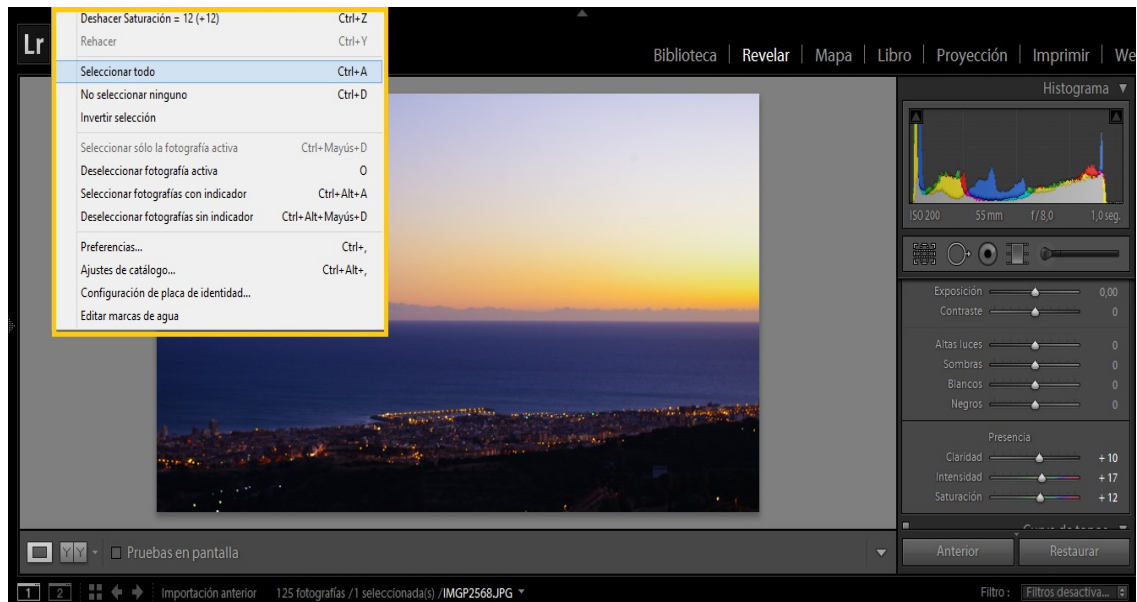 Deshacer Saturación = 12 (+12) Ctrl+Z
Rehacer Ctrl+Y
Seleccionar todo Ctrl+A
No seleccionar ninguno Ctrl+D
Invertir selección
Seleccionar sólo la fotografía activa Ctrl+Mayús+D
Deseleccionar fotografía activa O
Seleccionar fotografías con indicador Ctrl+Alt+A
Deseleccionar fotografías sin indicador Ctrl+Alt+Mayús+D
Preferencias... Ctrl+,
Ajustes de catálogo... Ctrl+Alt+,
Configuración de placa de identidad...
Editar marcas de agua
Lr
Biblioteca | Revelar | Mapa | Libro | Proyección | Imprimir | We
Histograma
ISO 200 55 mm f/8,0 1,0 seg.
Exposición 0,00
Contraste 0
Altas luces 0
Sombras 0
Blancos 0
Negros 0
Presencia
Claridad + 10
Intensidad + 17
Saturación + 12
Curva de tonos
Anterior Restaurar
Y Y Pruebas en pantalla
1 2 Importación anterior 125 fotografías /1 seleccionada(s) /IMGP2568.JPG Filtro : Filtros desactiva...